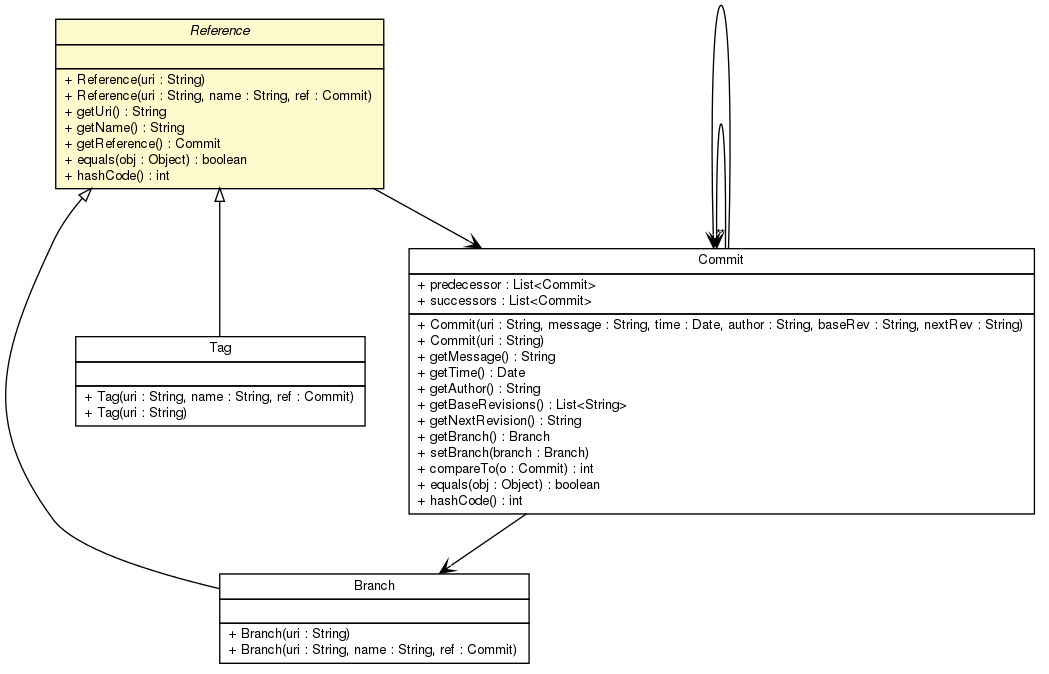 Reference
+ Reference(uri : String)
+ Reference(uri : String, name : String, ref : Commit)
+ getUri() : String
+ getName() : String
+ getReference() : Commit
+ equals(obj : Object) : boolean
+ hashCode() : int
Commit
+ predecessor : List<Commit>
+ successors : List<Commit>
+ Commit(uri : String, message : String, time : Date, author : String, baseRev : String, nextRev : String)
+ Commit(uri : String)
+ getMessage() : String
+ getTime() : Date
+ getAuthor() : String
+ getBaseRevisions() : List<String>
+ getNextRevision() : String
+ getBranch() : Branch
+ setBranch(branch : Branch)
+ compareTo(o : Commit) : int
+ equals(obj : Object) : boolean
+ hashCode() : int
Tag
+ Tag(uri : String, name : String, ref : Commit)
+ Tag(uri : String)
Branch
+ Branch(uri : String)
+ Branch(uri : String, name : String, ref : Commit)